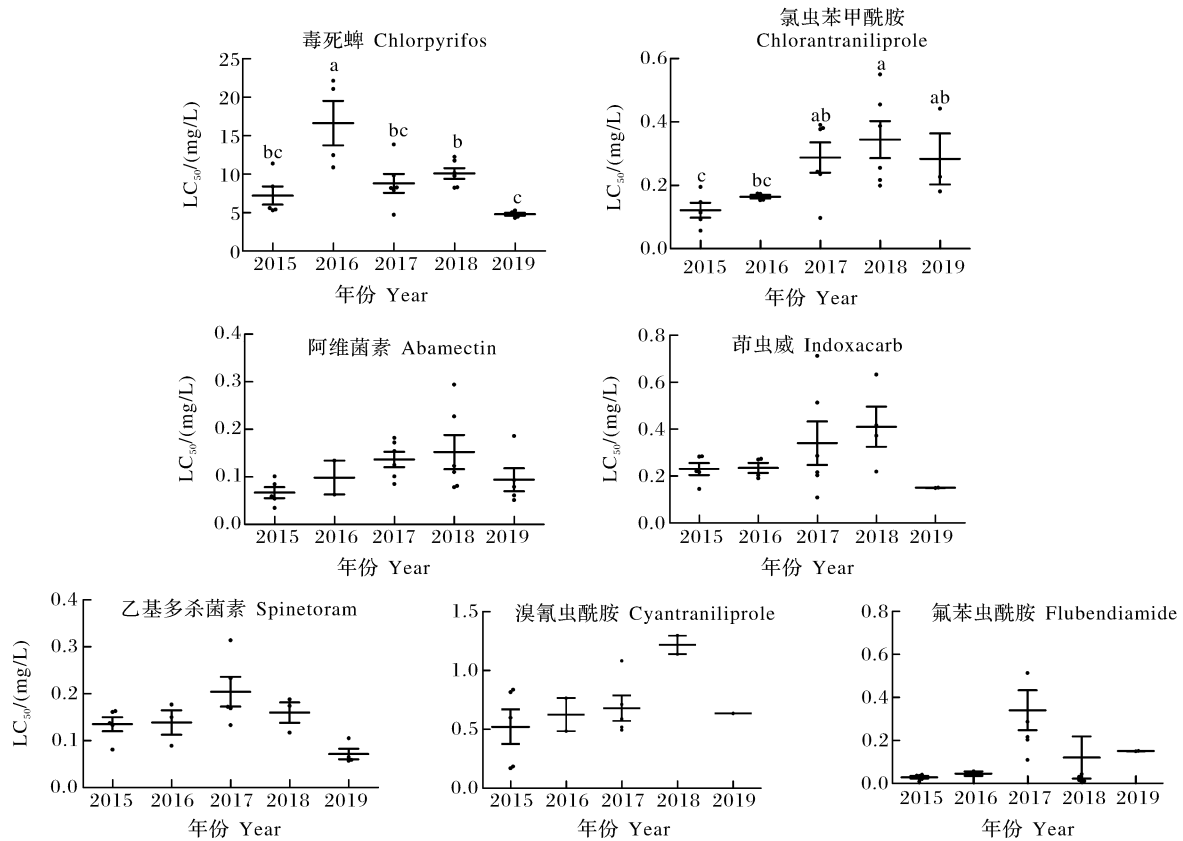 毒死蜱 Chlorpyrifos
LC50/(mg/L)
25
20
15
10
5
0
bc
a
bc
b
c
2015 2016 2017 2018 2019
年份 Year
氯虫苯甲酰胺
Chlorantraniliprole
LC50/(mg/L)
0.6
0.4
0.2
0.0
c
bc
ab
a
ab
2015 2016 2017 2018 2019
年份 Year
阿维菌素 Abamectin
LC50/(mg/L)
0.4
0.3
0.2
0.1
0.0
2015 2016 2017 2018 2019
年份 Year
茚虫威 Indoxacarb
LC50/(mg/L)
0.8
0.6
0.4
0.2
0.0
2015 2016 2017 2018 2019
年份 Year
乙基多杀菌素 Spinetoram
LC50/(mg/L)
0.4
0.3
0.2
0.1
0.0
2015 2016 2017 2018 2019
年份 Year
溴氰虫酰胺 Cyantraniliprole
1.5
1.0
0.5
0.0
2015 2016 2017 2018 2019
年份 Year
氟苯虫酰胺 Flubendiamide
0.8
0.6
0.4
0.2
0.0
2015 2016 2017 2018 2019
年份 Year